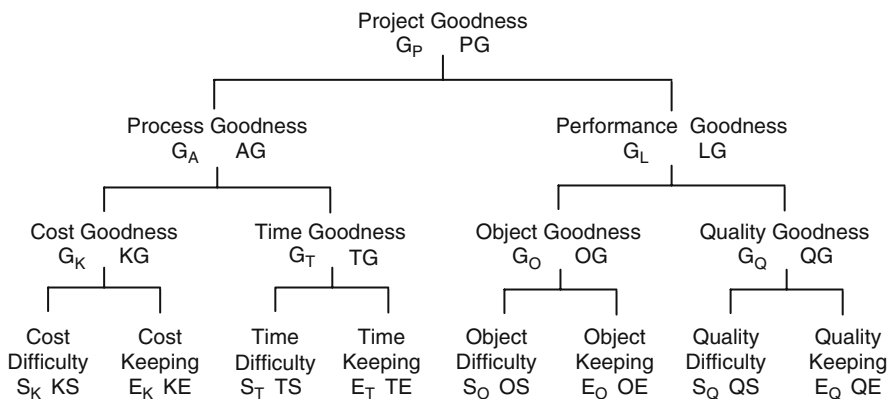 Project Goodness
G_P PG
Process Goodness Performance Goodness
G_A AG G_L LG
Cost Goodness Time Goodness Object Goodness Quality Goodness
G_K KG G_T TG G_O OG G_Q QG
Cost Cost Time Time Object Object Quality Quality
Difficulty Keeping Difficulty Keeping Difficulty Keeping Difficulty Keeping
S_K KS E_K KE S_T TS E_T TE S_O OS E_O OE S_Q QS E_Q QE